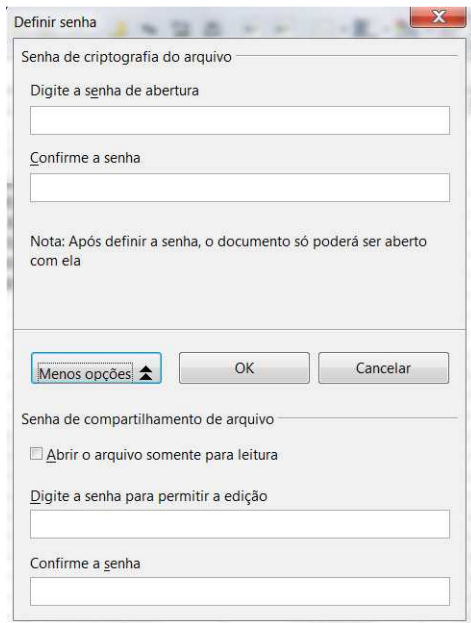 Definir senha
Senha de criptografia do arquivo
Digite a senha de abertura
Confirme a senha
Nota: Após definir a senha, o documento só poderá ser aberto
com ela
Menos opções OK Cancelar
Senha de compartilhamento de arquivo
Abrir o arquivo somente para leitura
Digite a senha para permitir a edição
Confirme a senha